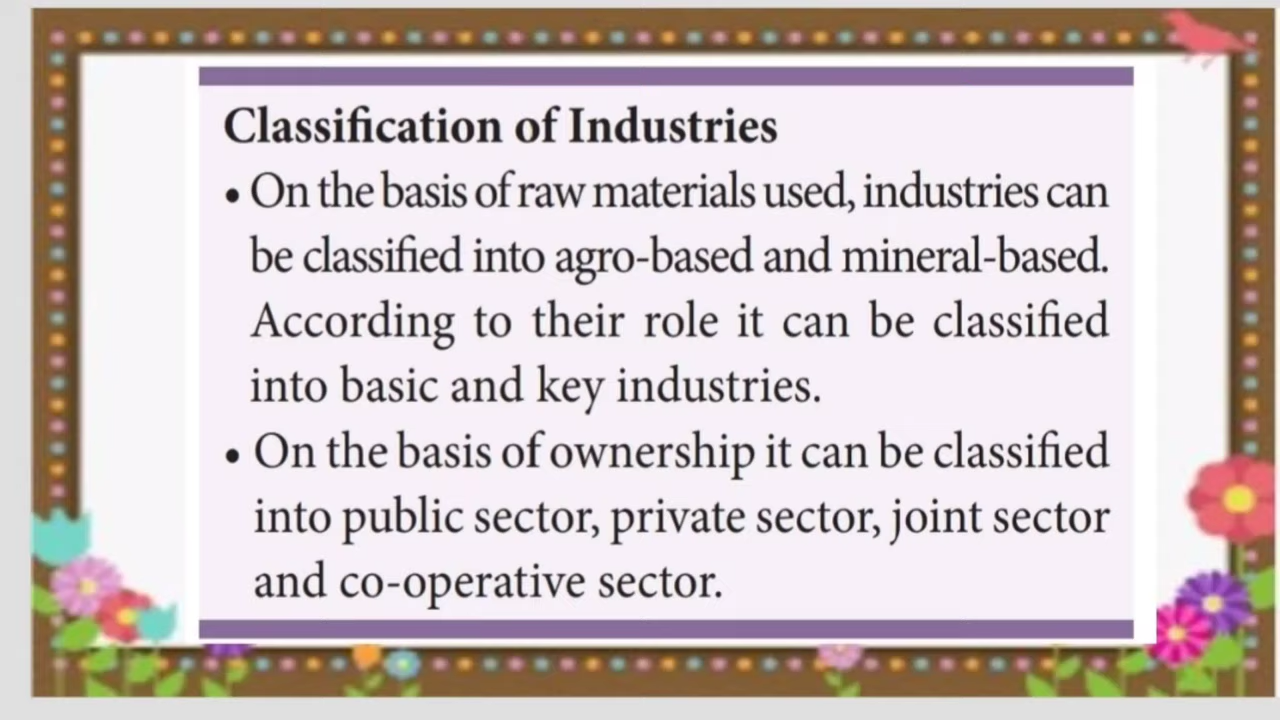 Classification of Industries
• On the basis of raw materials used, industries can
be classified into agro-based and mineral-based.
According to their role it can be classified
into basic and key industries.
• On the basis of ownership it can be classified
into public sector, private sector, joint sector
and co-operative sector.